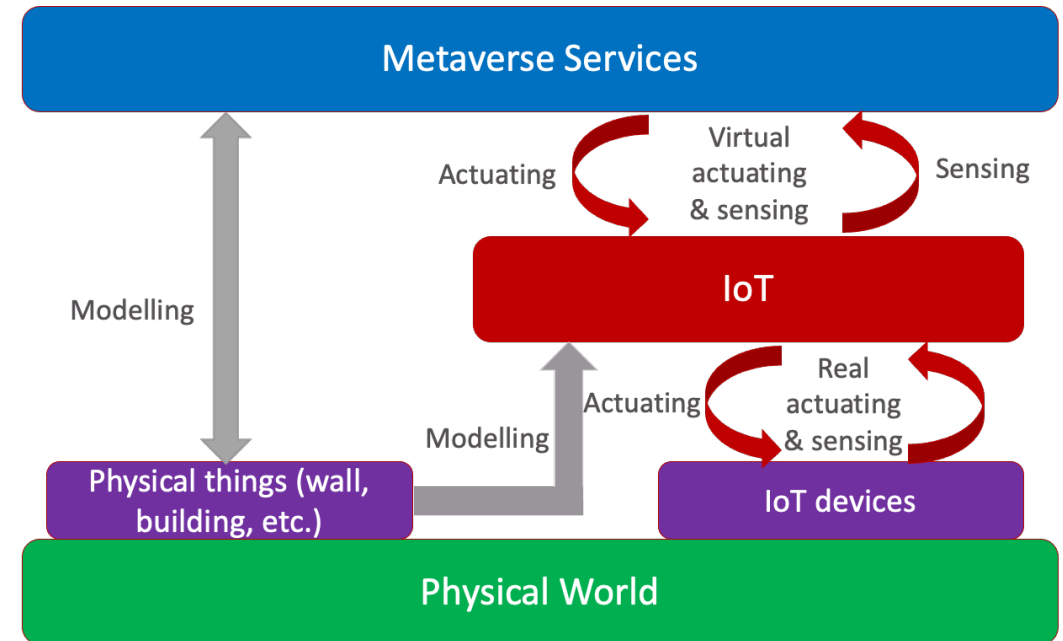 Metaverse Services
Actuating
Virtual
actuating
& sensing
Sensing
IoT
Modelling
Modelling
Actuating
Real
actuating
& sensing
Physical things (wall,
building, etc.)
IoT devices
Physical World